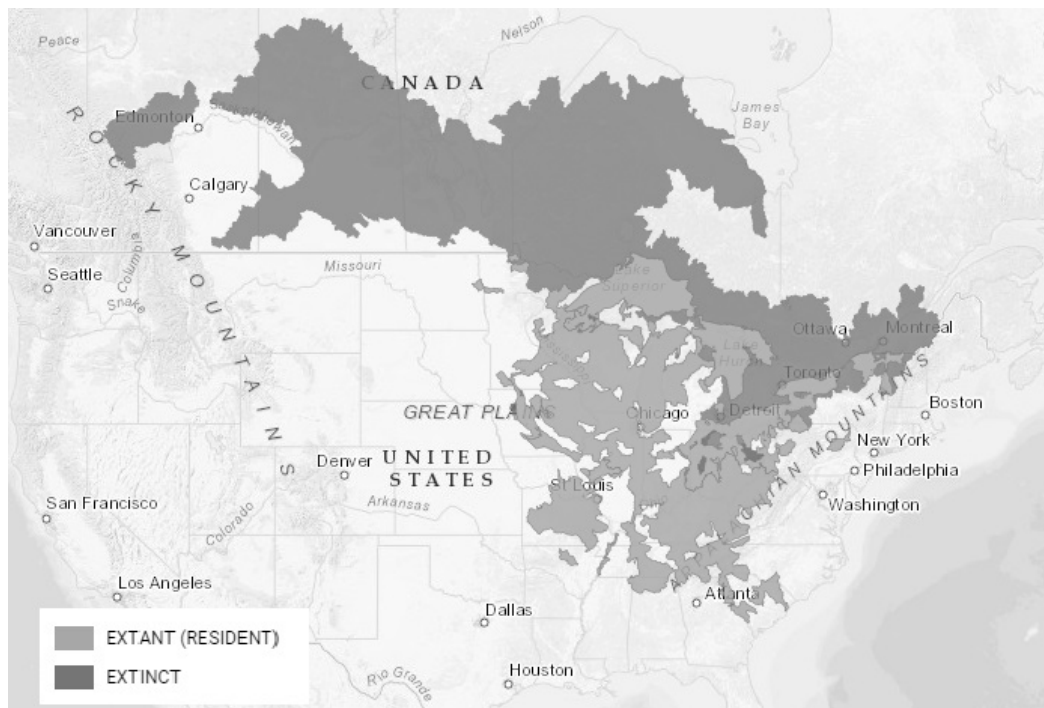 Peace
Nelson
CANADA
James
Bay
Edmonton
Saskatchewan
Calgary
Vancouver
Columbia
Seattle
Snake
ROCKY MOUNTAINS
Missouri
Lake
Superior
Ottawa
Montreal
Lake
Huron
Toronto
Mississippi
Boston
GREAT PLAINS
Chicago
Detroit
APPALACHIAN MOUNTAINS
New York
Denver
UNITED
STATES
Philadelphia
St Louis
Ohio
Washington
Arkansas
San Francisco
Colorado
Los Angeles
Atlanta
Dallas
EXTANT (RESIDENT)
EXTINCT
Houston
Rio Grande